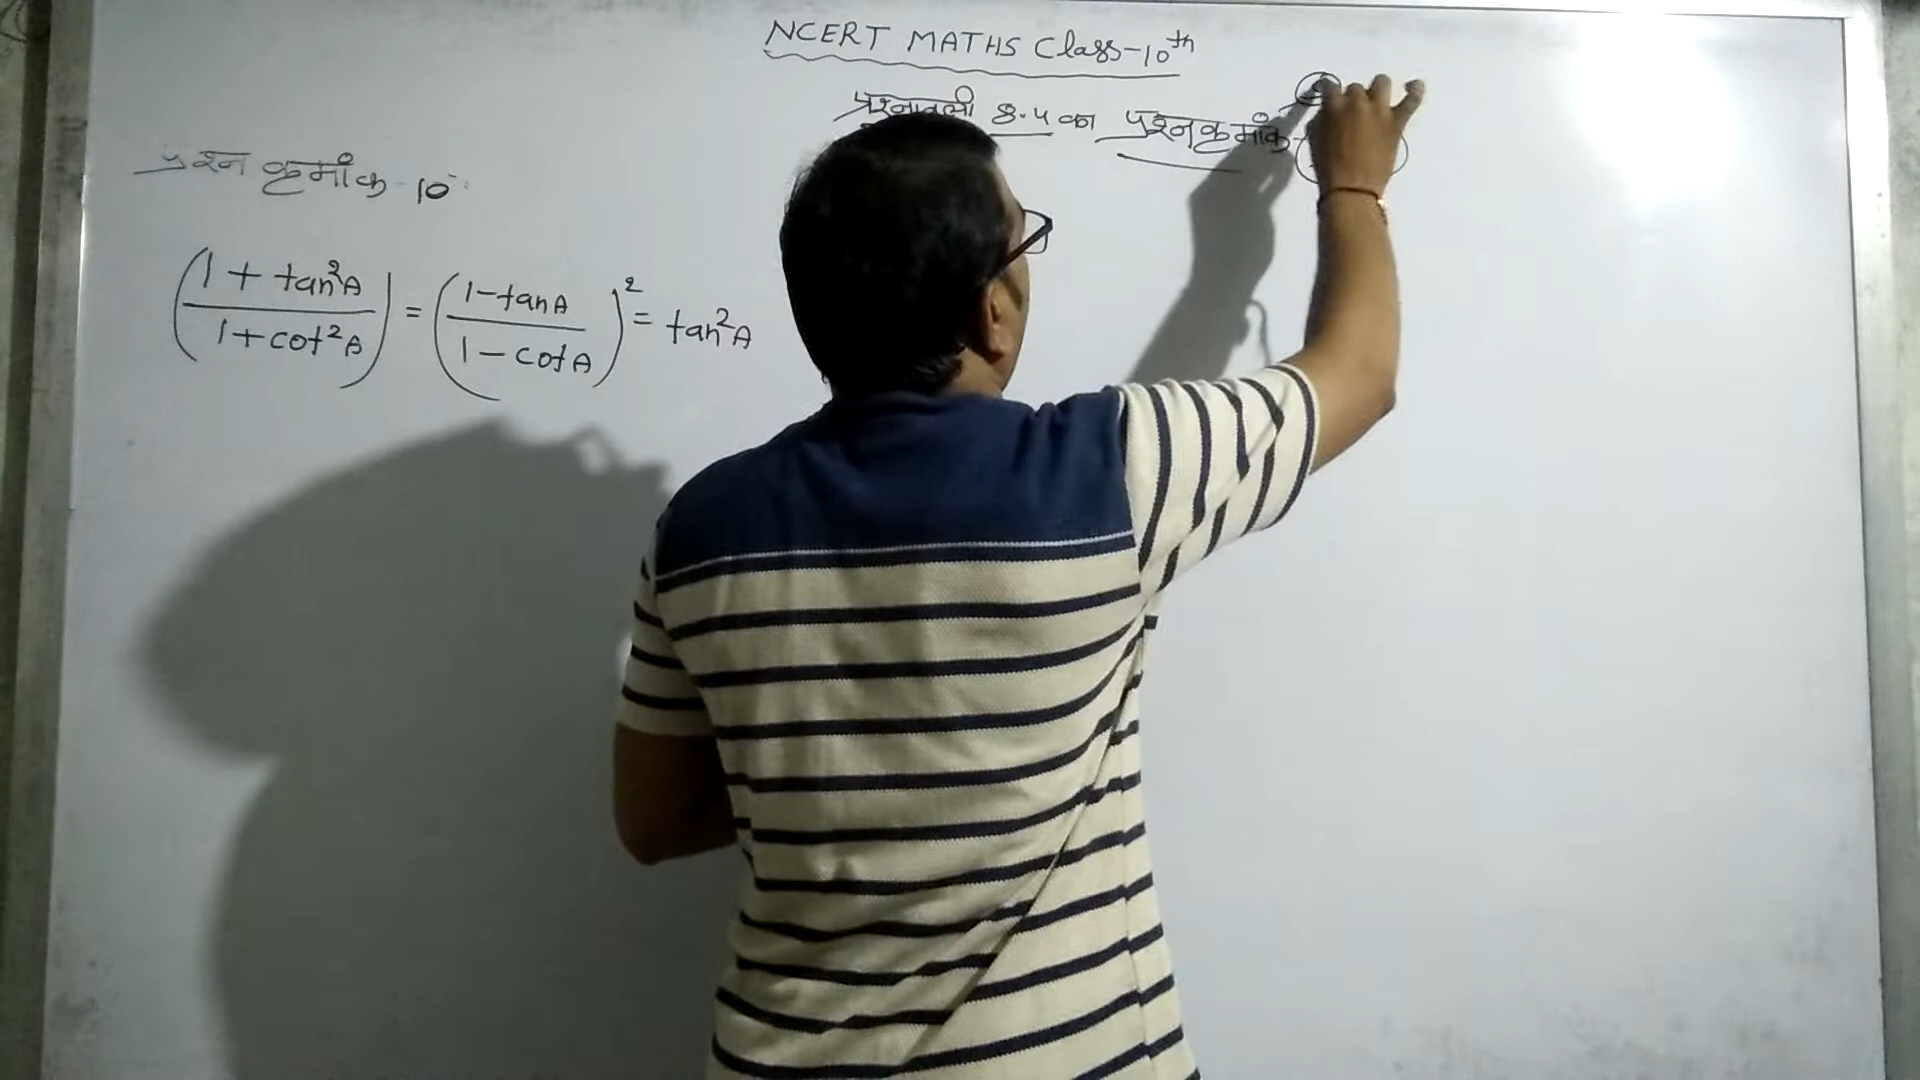 NCERT MATHS Class-10th
प्रश्नावली 8.4 का प्रश्न क्रमांक-
प्रश्न क्रमांक-10
(1 + tan²A / 1 + cot²A) = (1 - tanA / 1 - cotA)² = tan²A